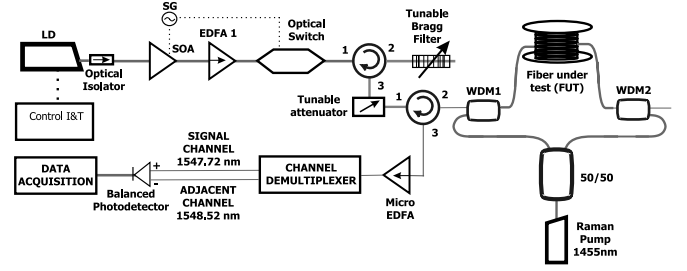 SG
LD
SOA
EDFA 1
Optical
Switch
Optical
Isolator
Control I&T
1
2
3
Tunable
Bragg
Filter
Tunable
attenuator
1
2
3
WDM1
Fiber under
test (FUT)
WDM2
50/50
Raman
Pump
1455nm
SIGNAL
CHANNEL
1547.72 nm
DATA
ACQUISITION
+
-
Balanced
Photodetector
ADJACENT
CHANNEL
1548.52 nm
CHANNEL
DEMULTIPLEXER
Micro
EDFA